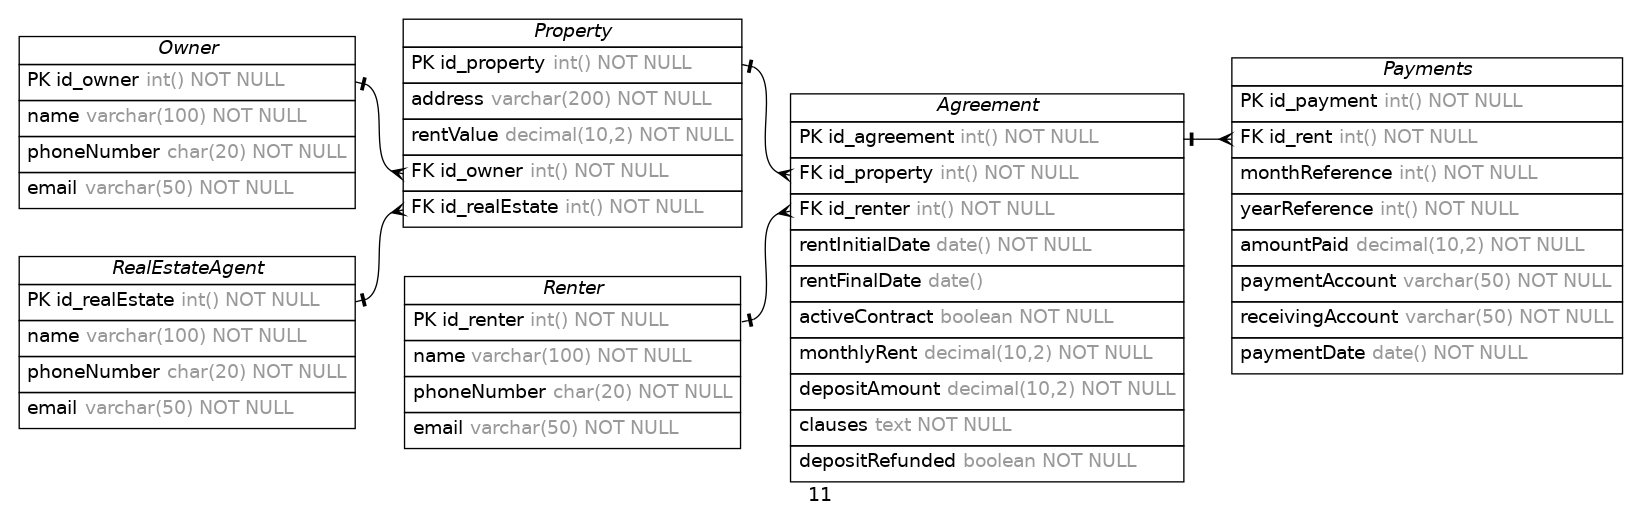 Owner
PK id_owner int() NOT NULL
name varchar(100) NOT NULL
phoneNumber char(20) NOT NULL
email varchar(50) NOT NULL
RealEstateAgent
PK id_realEstate int() NOT NULL
name varchar(100) NOT NULL
phoneNumber char(20) NOT NULL
email varchar(50) NOT NULL
Property
PK id_property int() NOT NULL
address varchar(200) NOT NULL
rentValue decimal(10,2) NOT NULL
FK id_owner int() NOT NULL
FK id_realEstate int() NOT NULL
Renter
PK id_renter int() NOT NULL
name varchar(100) NOT NULL
phoneNumber char(20) NOT NULL
email varchar(50) NOT NULL
Agreement
PK id_agreement int() NOT NULL
FK id_property int() NOT NULL
FK id_renter int() NOT NULL
rentInitialDate date() NOT NULL
rentFinalDate date()
activeContract boolean NOT NULL
monthlyRent decimal(10,2) NOT NULL
depositAmount decimal(10,2) NOT NULL
clauses text NOT NULL
depositRefunded boolean NOT NULL
Payments
PK id_payment int() NOT NULL
FK id_rent int() NOT NULL
monthReference int() NOT NULL
yearReference int() NOT NULL
amountPaid decimal(10,2) NOT NULL
paymentAccount varchar(50) NOT NULL
receivingAccount varchar(50) NOT NULL
paymentDate date() NOT NULL
11